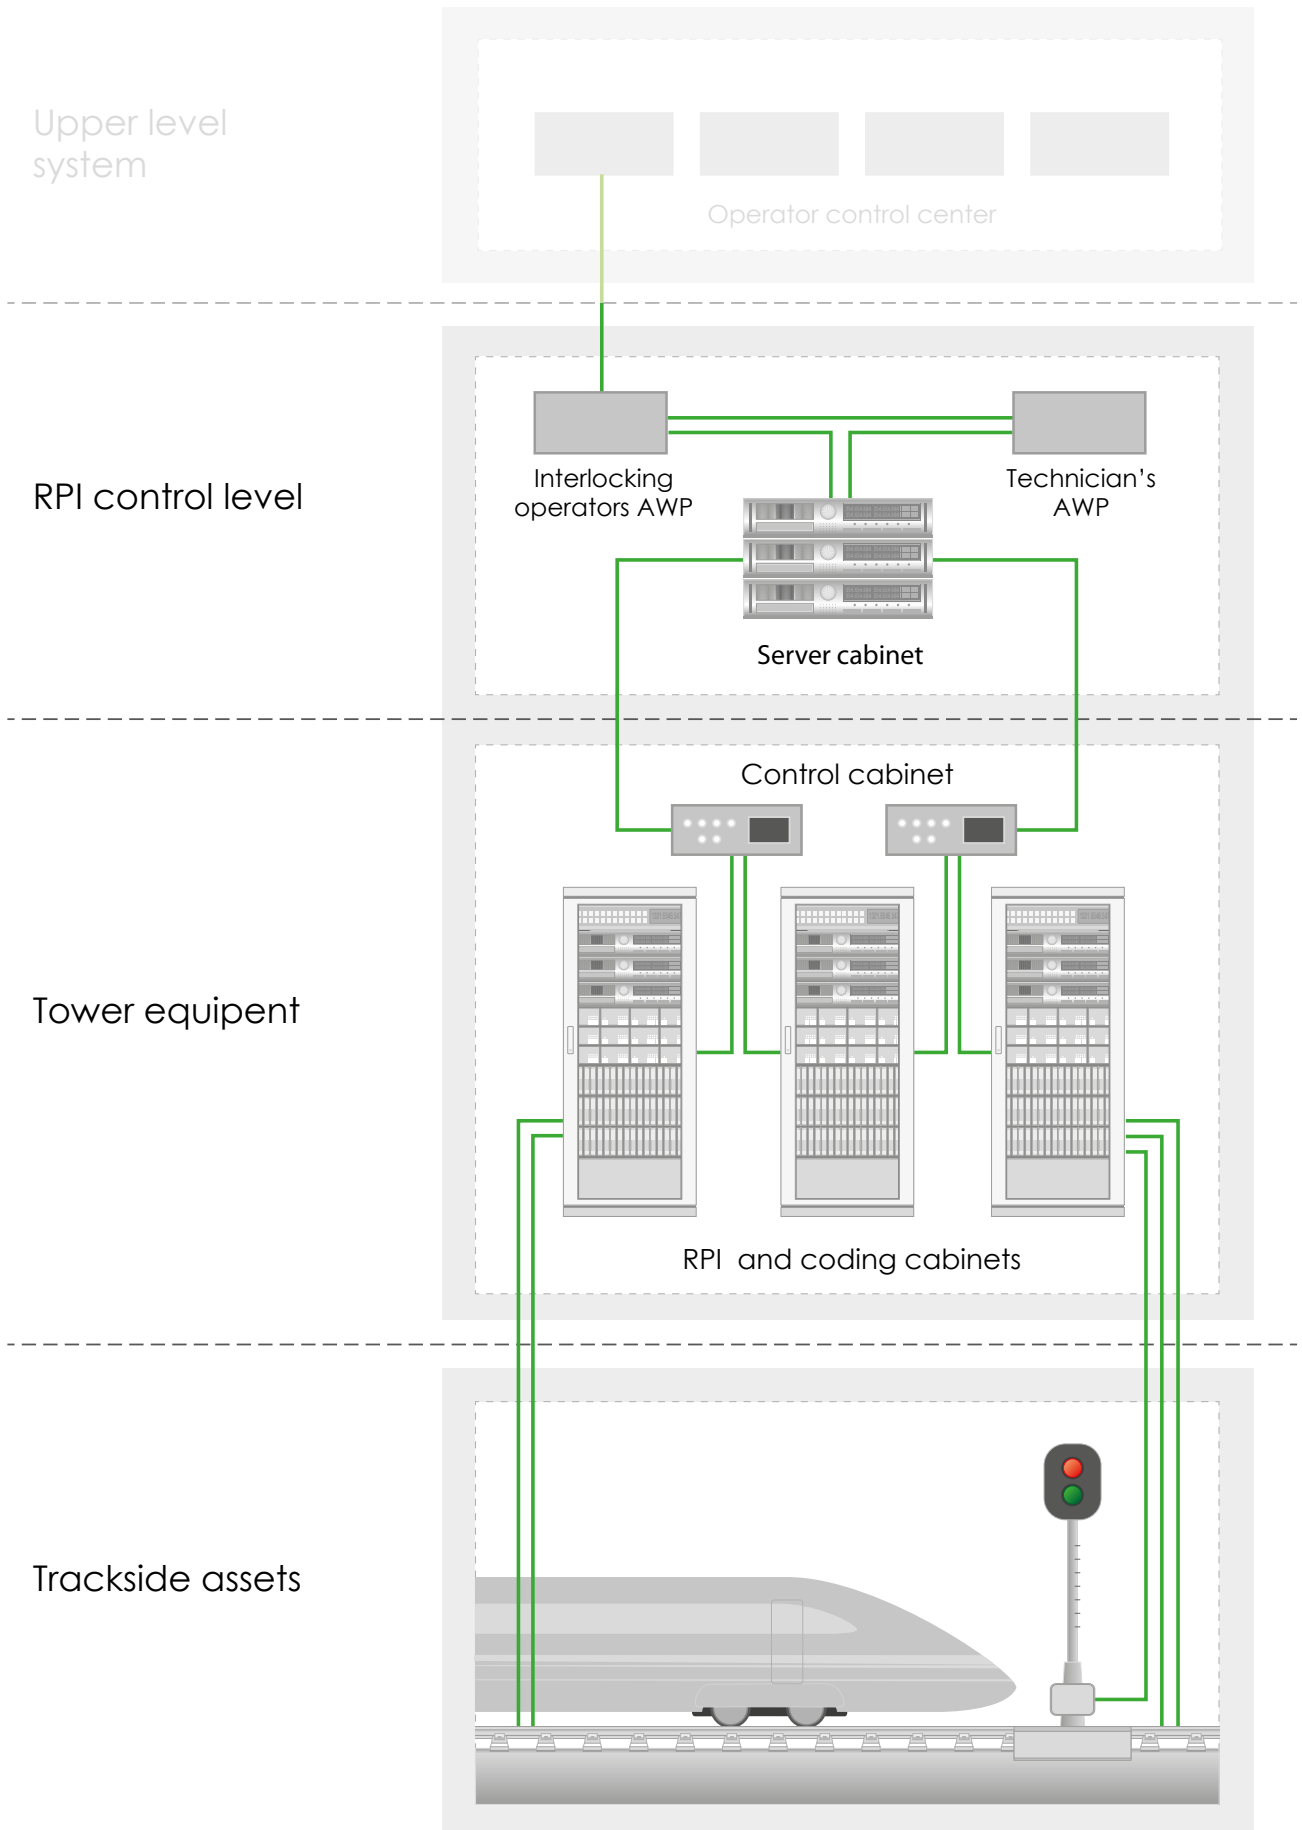 Upper level
system
Operator control center
RPI control level
Interlocking
operators AWP
Technician's
AWP
Server cabinet
Control cabinet
Tower equipent
RPI and coding cabinets
Trackside assets